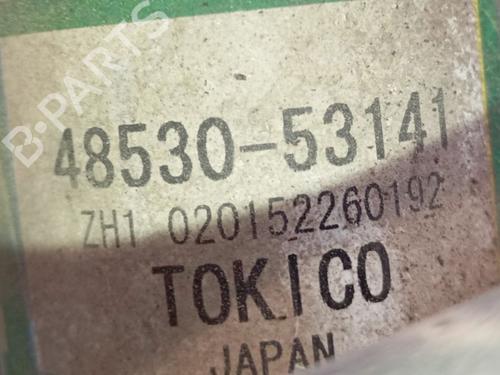 B-PARTS
48530-53141
ZH1 020152260192
TOKICO
JAPAN